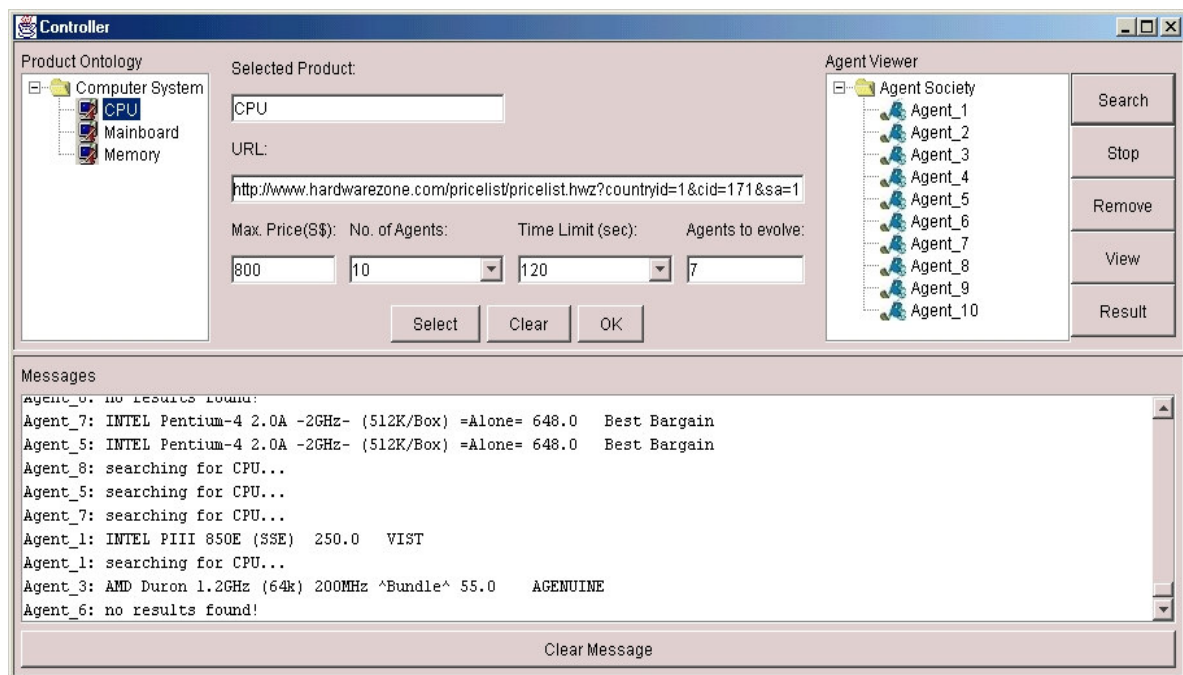 Controller
Product Ontology
Computer System
CPU
Mainboard
Memory
Selected Product:
CPU
URL:
http://www.hardwarezone.com/pricelist/pricelist.hwz?countryid=1&cid=171&sa=1
Max. Price(S$): No. of Agents: Time Limit (sec): Agents to evolve:
800 10 120 7
Select Clear OK
Agent Viewer
Agent Society
Agent_1
Agent_2
Agent_3
Agent_4
Agent_5
Agent_6
Agent_7
Agent_8
Agent_9
Agent_10
Search
Stop
Remove
View
Result
Messages
no results found!
Agent_7: INTEL Pentium-4 2.0A -2GHz- (512K/Box) =Alone= 648.0 Best Bargain
Agent_5: INTEL Pentium-4 2.0A -2GHz- (512K/Box) =Alone= 648.0 Best Bargain
Agent_8: searching for CPU...
Agent_5: searching for CPU...
Agent_7: searching for CPU...
Agent_1: INTEL PIII 850E (SSE) 250.0 VIST
Agent_1: searching for CPU...
Agent_3: AMD Duron 1.2GHz (64k) 200MHz ^Bundle^ 55.0 AGENUINE
Agent_6: no results found!
Clear Message